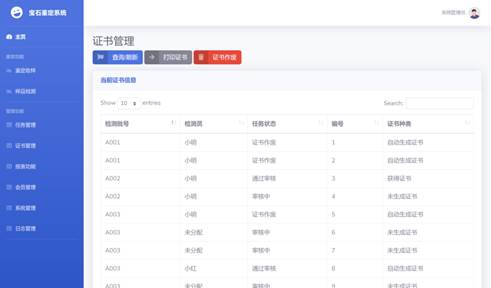 宝石鉴定系统
系统管理员
主页
鉴定功能
鉴定取样
样品检测
管理功能
任务管理
证书管理
报表功能
会员管理
系统管理
日志管理
证书管理
查询/刷新
打印证书
证书作废
当前证书信息
Show 10 entries
Search:
检测批号 检测员 任务状态 编号 证书种类
A001 小明 证书作废 1 自动生成证书
A001 小明 证书作废 2 自动生成证书
A002 小明 通过审核 3 获得证书
A002 小明 审核中 4 未生成证书
A003 小明 证书作废 5 自动生成证书
A003 未分配 审核中 6 未生成证书
A003 未分配 审核中 7 未生成证书
A003 小红 通过审核 8 自动生成证书
A003 未分配 审核中 9 未生成证书